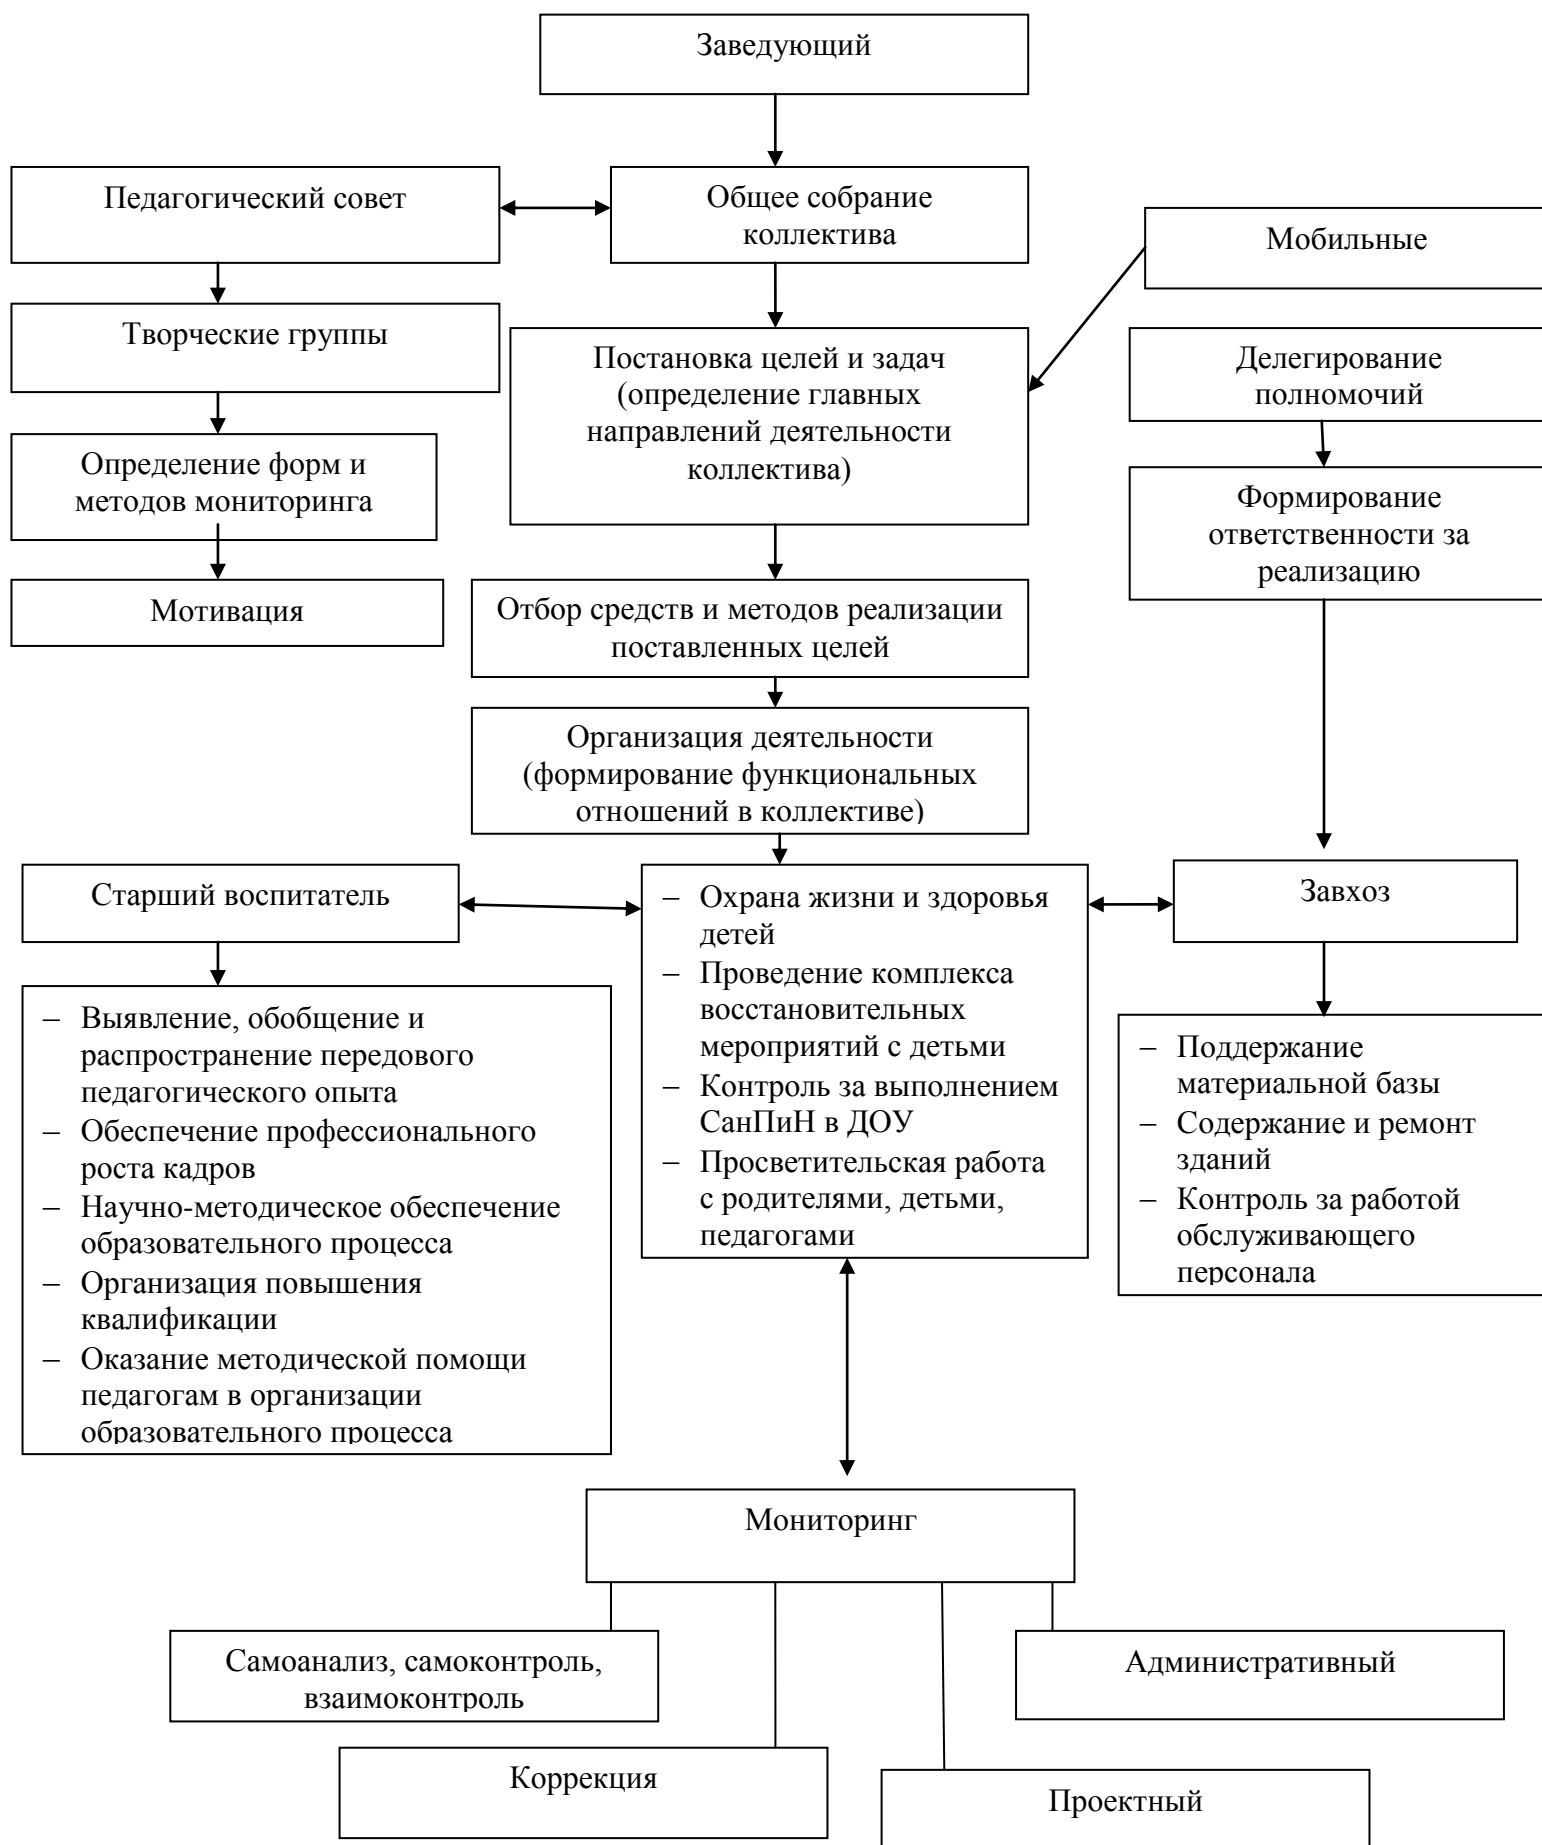 Заведующий
Педагогический совет
Общее собрание
коллектива
Мобильные
Творческие группы
Постановка целей и задач
(определение главных
направлений деятельности
коллектива)
Делегирование
полномочий
Определение форм и
методов мониторинга
Формирование
ответственности за
реализацию
Мотивация
Отбор средств и методов реализации
поставленных целей
Организация деятельности
(формирование функциональных
отношений в коллективе)
Старший воспитатель
– Охрана жизни и здоровья
детей
– Проведение комплекса
восстановительных
мероприятий с детьми
– Контроль за выполнением
СанПиН в ДОУ
– Просветительская работа
с родителями, детьми,
педагогами
Завхоз
– Выявление, обобщение и
распространение передового
педагогического опыта
– Обеспечение профессионального
роста кадров
– Научно-методическое обеспечение
образовательного процесса
– Организация повышения
квалификации
– Оказание методической помощи
педагогам в организации
образовательного процесса
– Поддержание
материальной базы
– Содержание и ремонт
зданий
– Контроль за работой
обслуживающего
персонала
Мониторинг
Самоанализ, самоконтроль,
взаимоконтроль
Административный
Коррекция
Проектный